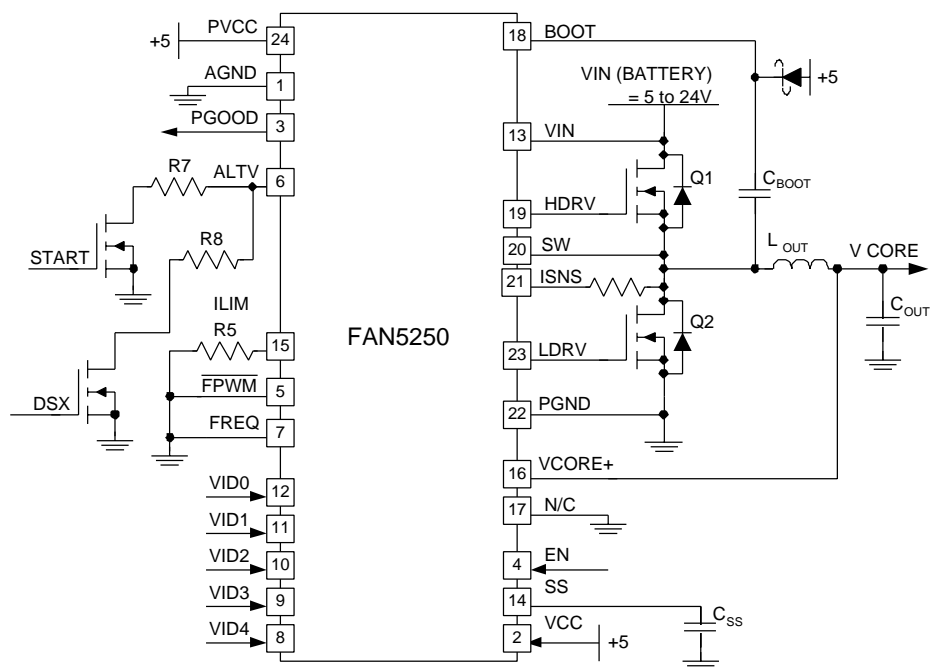 PVCC
+5
24
AGND
1
PGOOD
3
ALTV
6
R7
START
R8
ILIM
R5
15
FPWM
5
DSX
FREQ
7
VID0
12
VID1
11
VID2
10
VID3
9
VID4
8
FAN5250
18
BOOT
+5
VIN (BATTERY)
= 5 to 24V
13
VIN
Q1
CBOOT
19
HDRV
20
SW
21
ISNS
L OUT
V CORE
COUT
Q2
23
LDRV
22
PGND
16
VCORE+
17
N/C
4
EN
14
SS
CSS
2
VCC
+5